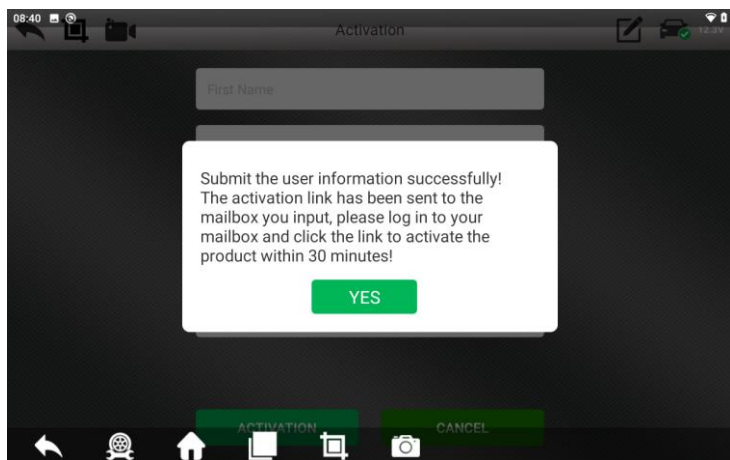 08:40
Activation
12.3V
First Name
Submit the user information successfully!
The activation link has been sent to the
mailbox you input, please log in to your
mailbox and click the link to activate the
product within 30 minutes!
YES
ACTIVATION
CANCEL